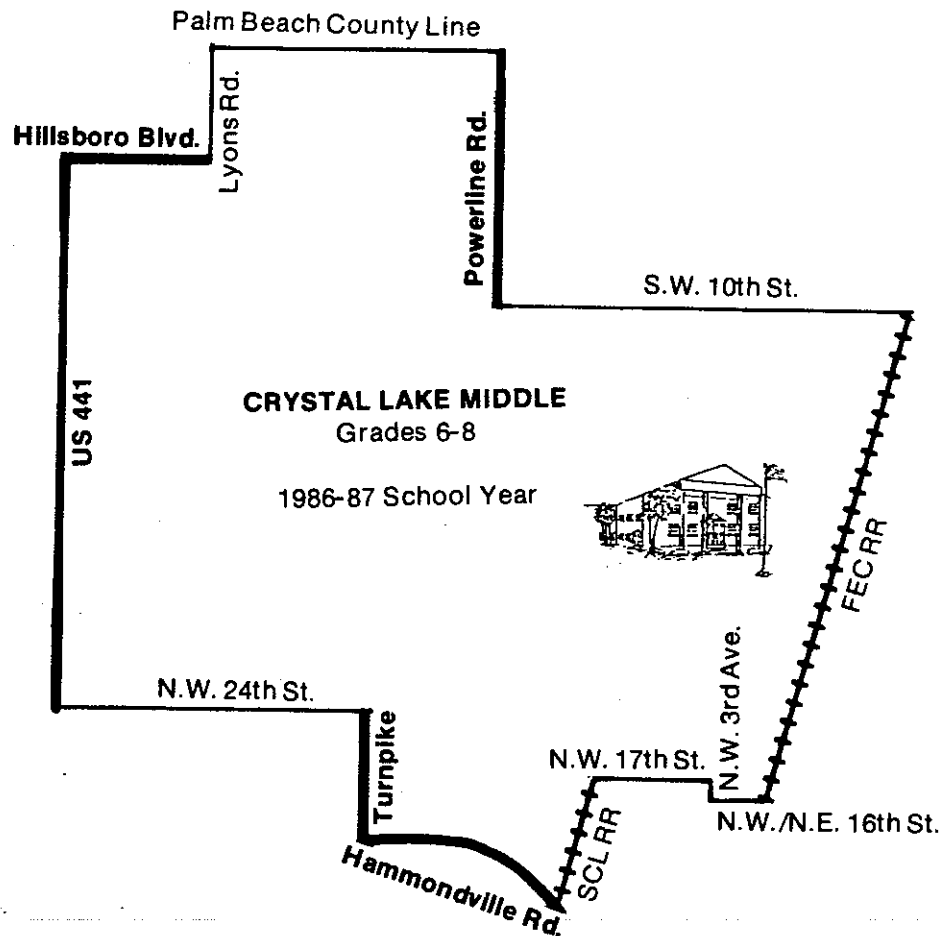 Palm Beach County Line
Lyons Rd.
Hillsboro Blvd.
Powerline Rd.
S.W. 10th St.
US 441
CRYSTAL LAKE MIDDLE
Grades 6-8
1986-87 School Year
FEC RR
N.W. 24th St.
Turnpike
N.W. 3rd Ave.
N.W. 17th St.
N.W./N.E. 16th St.
SCL RR
Hammondville Rd.